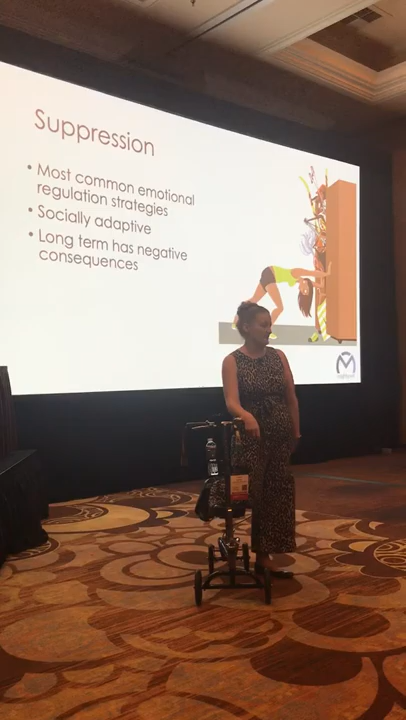 Suppression
• Most common emotional
regulation strategies
• Socially adaptive
• Long term has negative
consequences